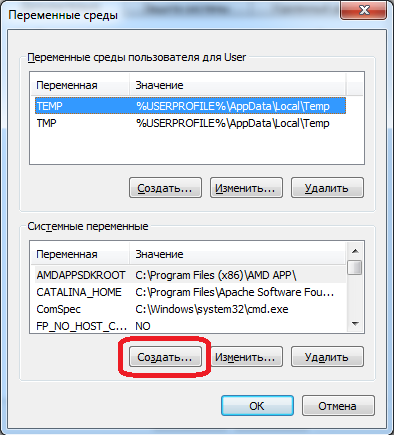 Переменные среды
Переменные среды пользователя для User
Переменная Значение
TEMP %USERPROFILE%\AppData\Local\Temp
TMP %USERPROFILE%\AppData\Local\Temp
Создать... Изменить... Удалить
Системные переменные
Переменная Значение
AMDAPPSDKROOT C:\Program Files (x86)\AMD APP\
CATALINA_HOME C:\Program Files\Apache Software Fou...
ComSpec C:\Windows\system32\cmd.exe
FP_NO_HOST_C... NO
Создать... Изменить... Удалить
OK Отмена